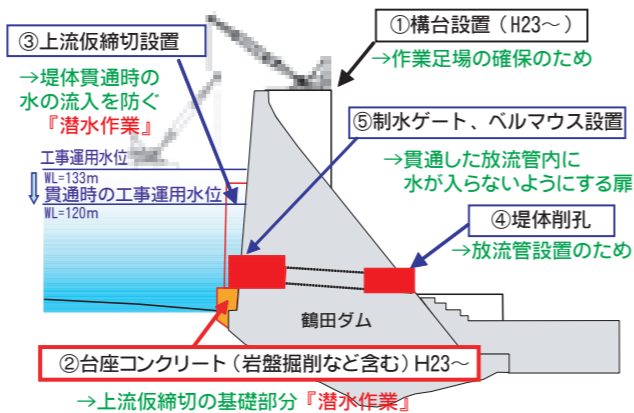 ①構台設置(H23～)
→作業足場の確保のため
③上流仮締切設置
→堤体貫通時の
水の流入を防ぐ
『潜水作業』
⑤制水ゲート、ベルマウス設置
→貫通した放流管内に
水が入らないようにする扉
工事運用水位
WL=133m
貫通時の工事運用水位
WL=120m
④堤体削孔
→放流管設置のため
鶴田ダム
②台座コンクリート(岩盤掘削など含む)H23～
→上流仮締切の基礎部分『潜水作業』